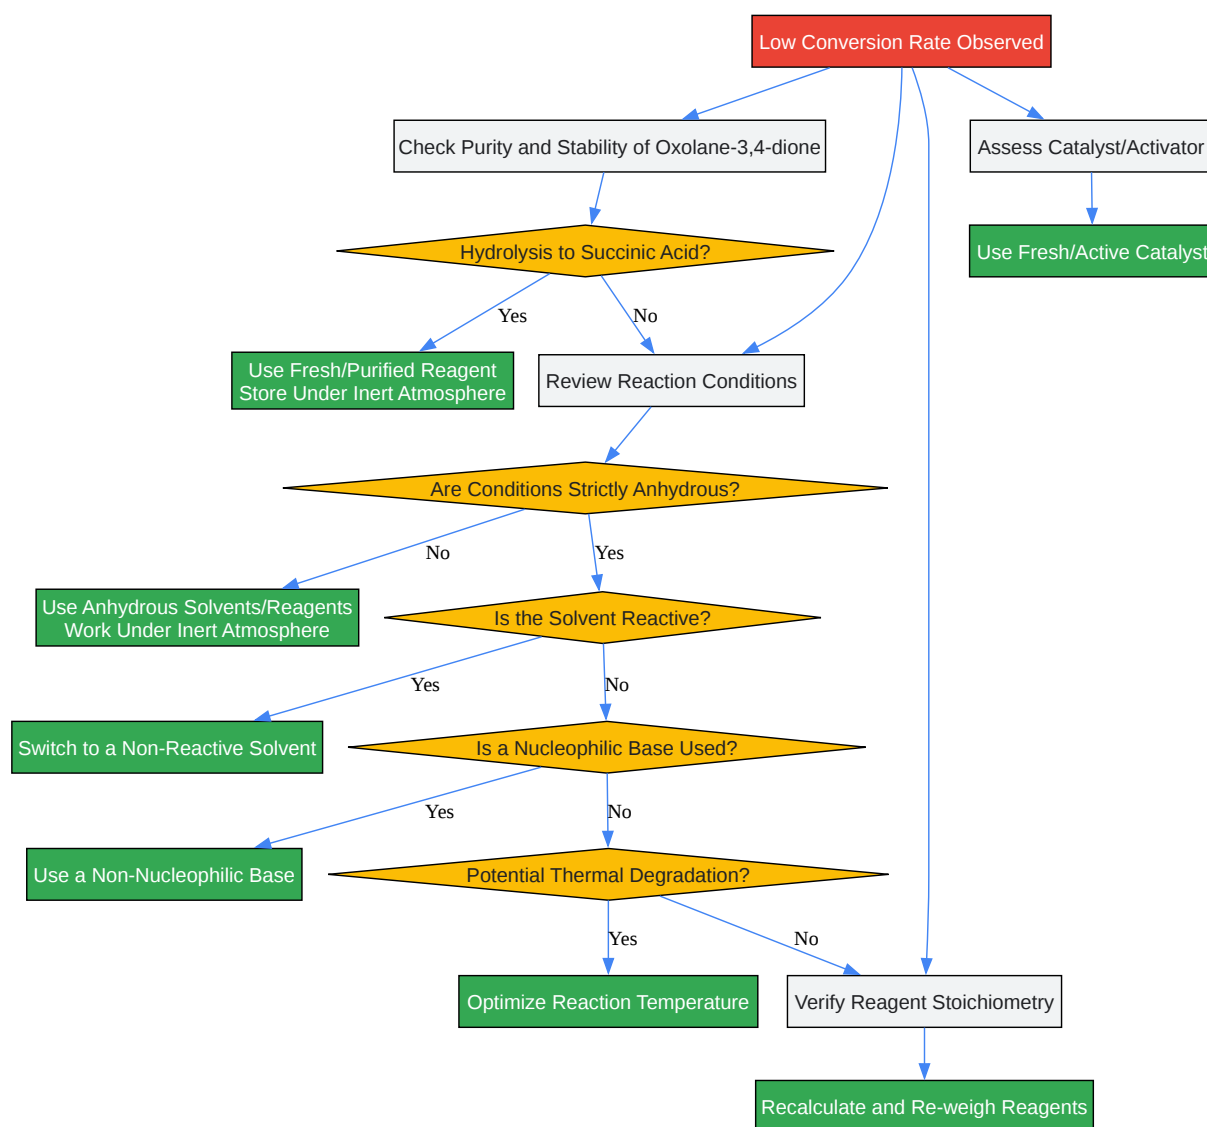 Low Conversion Rate Observed
Check Purity and Stability of Oxolane-3,4-dione
Assess Catalyst/Activator
Hydrolysis to Succinic Acid?
Use Fresh/Active Catalyst
Yes
No
Use Fresh/Purified Reagent
Store Under Inert Atmosphere
Review Reaction Conditions
Are Conditions Strictly Anhydrous?
No
Yes
Use Anhydrous Solvents/Reagents
Work Under Inert Atmosphere
Is the Solvent Reactive?
Yes
No
Switch to a Non-Reactive Solvent
Is a Nucleophilic Base Used?
Yes
No
Use a Non-Nucleophilic Base
Potential Thermal Degradation?
Yes
No
Optimize Reaction Temperature
Verify Reagent Stoichiometry
Recalculate and Re-weigh Reagents